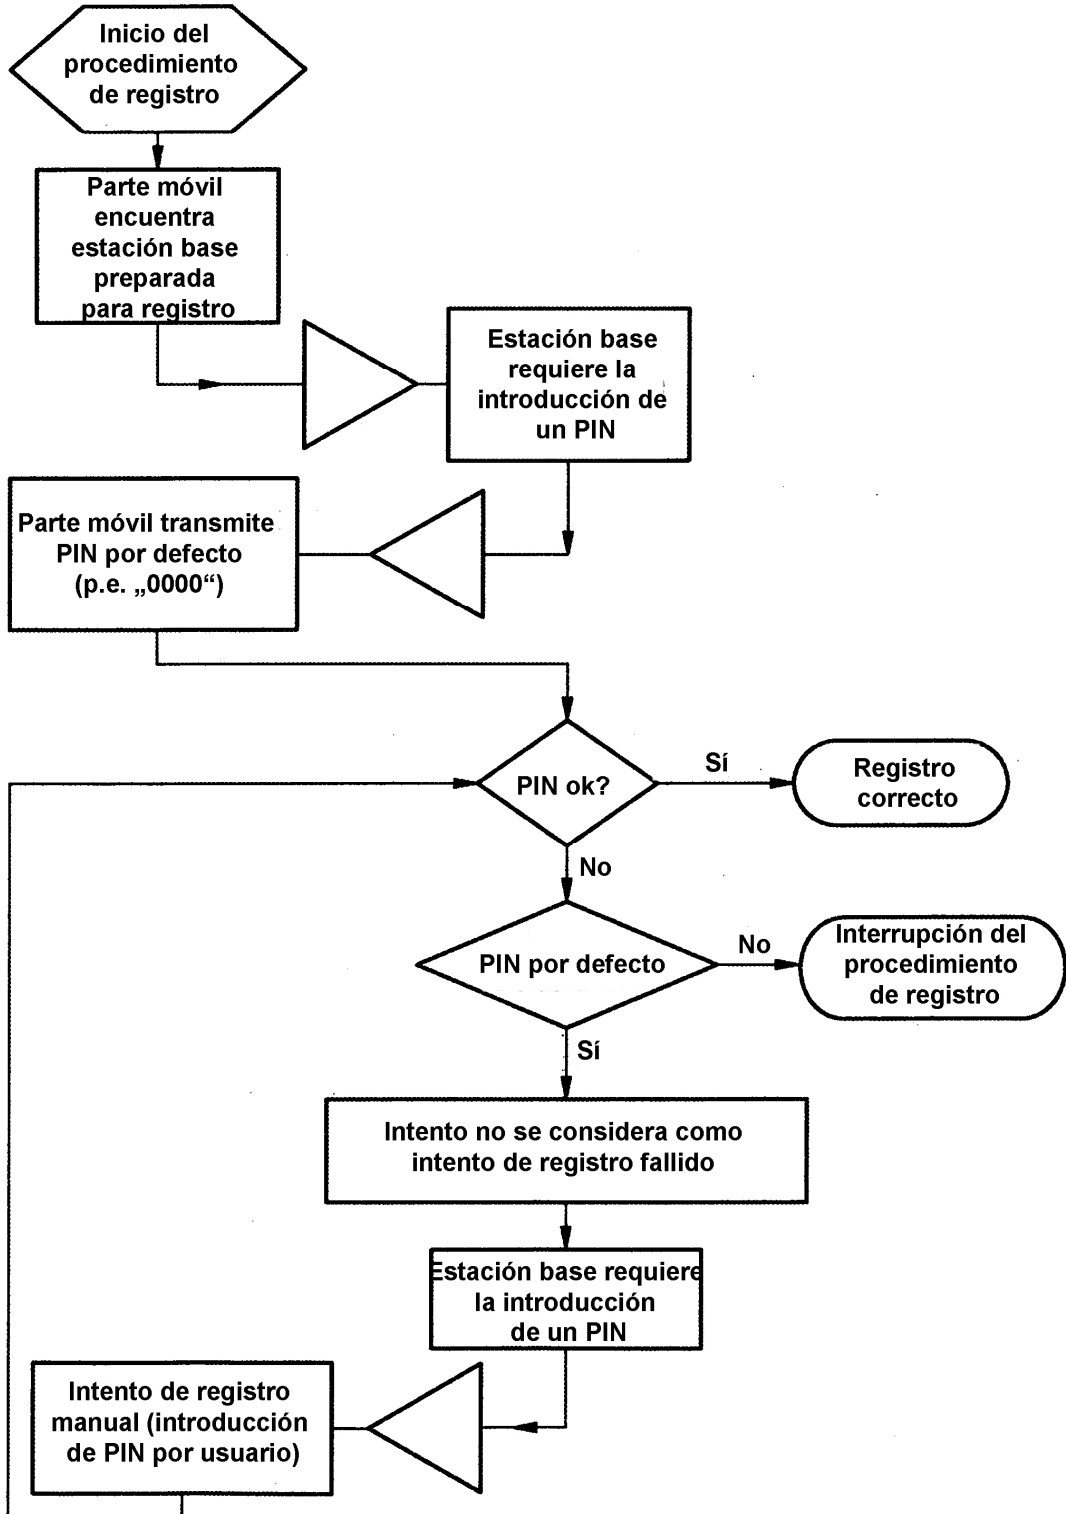 Inicio del
procedimiento
de registro
Parte móvil
encuentra
estación base
preparada
para registro
Estación base
requiere la
introducción de
un PIN
Parte móvil transmite
PIN por defecto
(p.e. „0000“)
PIN ok?
Sí
Registro
correcto
No
PIN por defecto
No
Interrupción del
procedimiento
de registro
Sí
Intento no se considera como
intento de registro fallido
Estación base requiere
la introducción
de un PIN
Intento de registro
manual (introducción
de PIN por usuario)